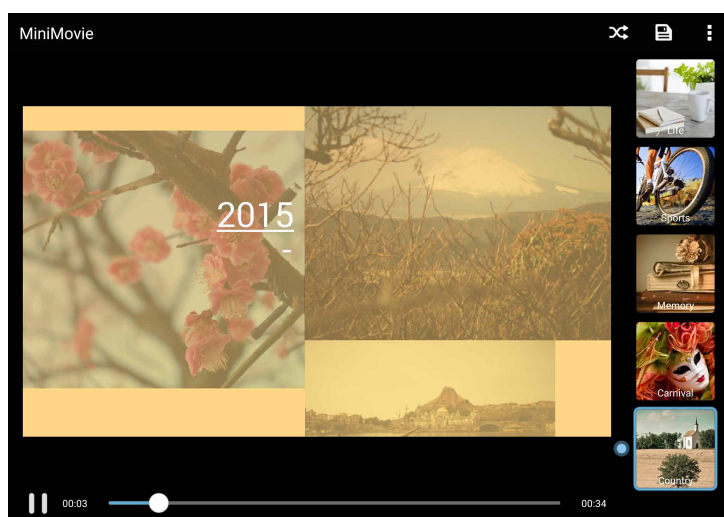 MiniMovie
Life
2015
-
Sports
Memory
Carnival
Country
00:03
00:34